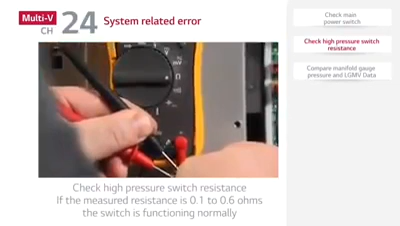 Multi-V
CH
24
System related error
Check main
power switch
Check high pressure switch
resistance
Compare manifold gauge
pressure and LGMV Data
Check high pressure switch resistance
If the measured resistance is 0.1 to 0.6 ohms
the switch is functioning normally